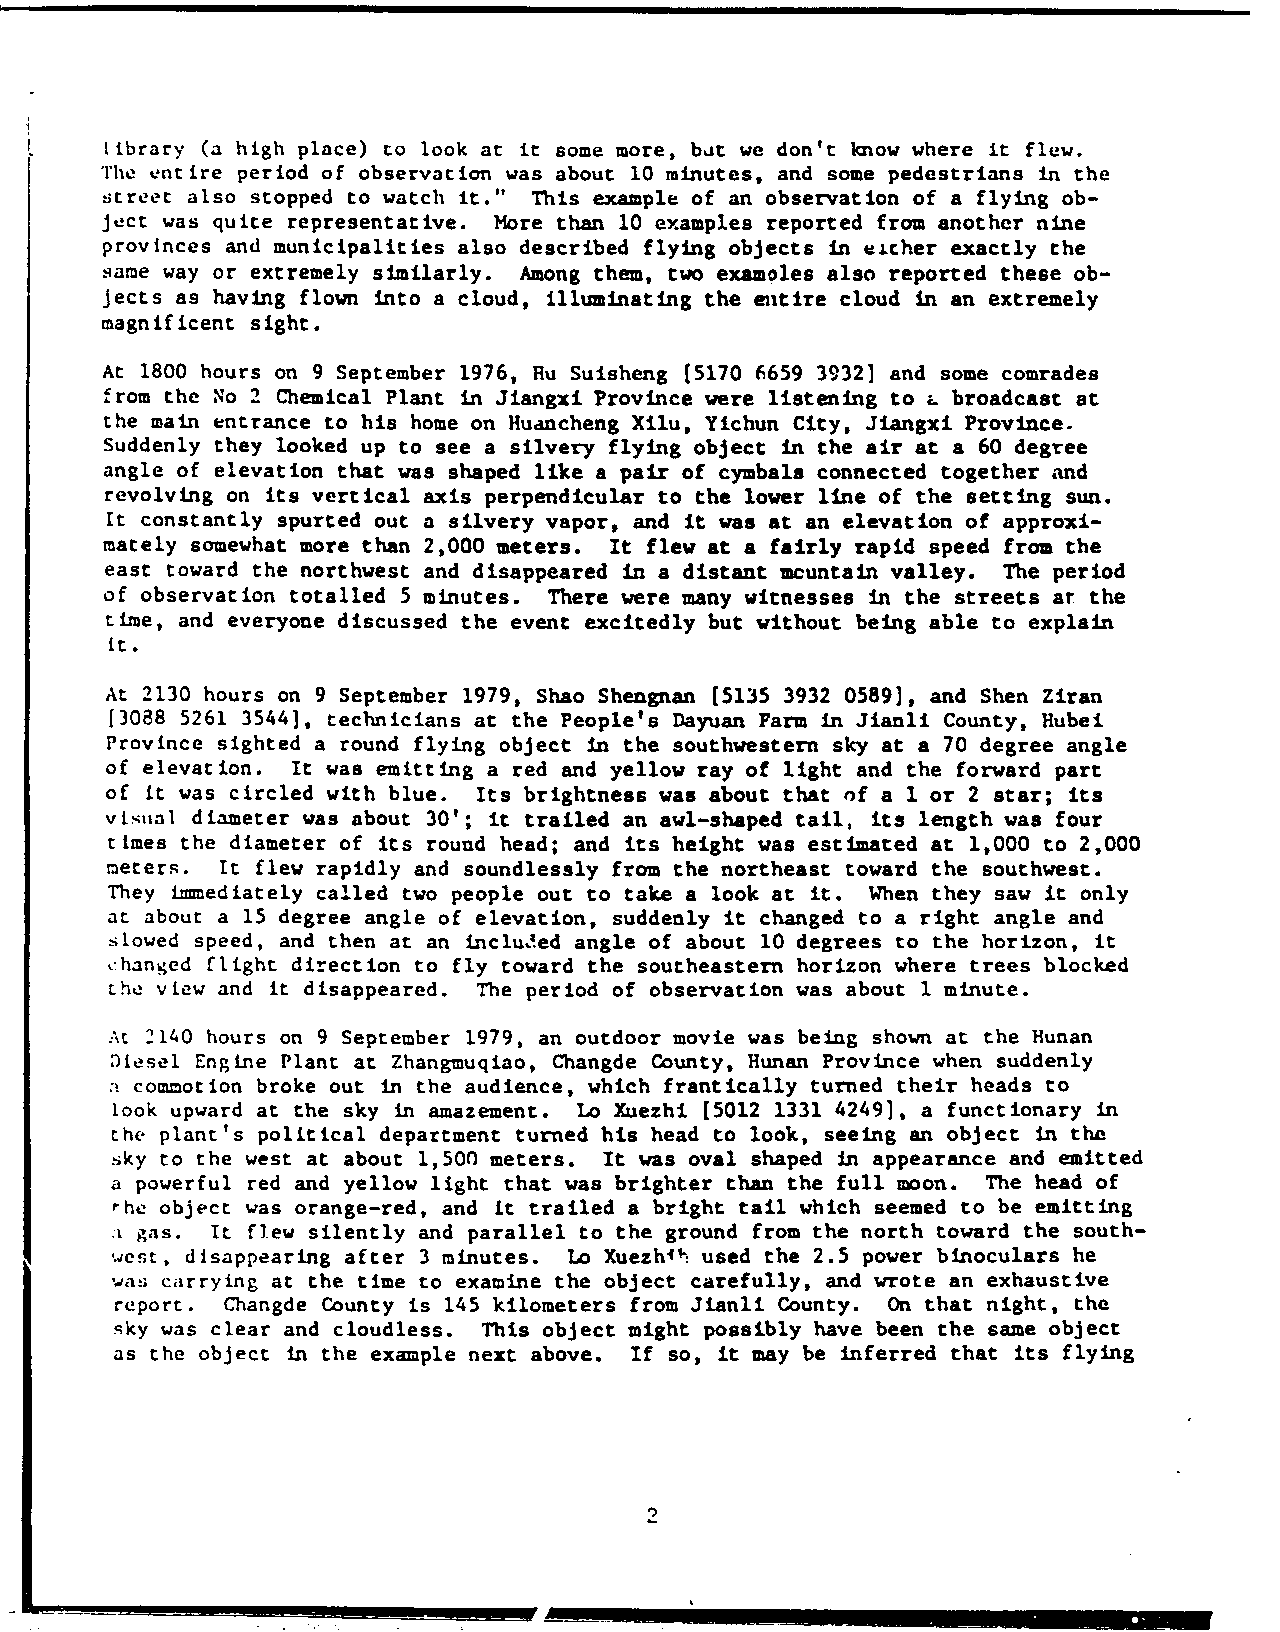 library (a high place) to look at it some more, but we don't know where it flew.
The entire period of observation was about 10 minutes, and some pedestrians in the
street also stopped to watch it." This example of an observation of a flying ob-
ject was quite representative. More than 10 examples reported from another nine
provinces and municipalities also described flying objects in either exactly the
same way or extremely similarly. Among them, two examples also reported these ob-
jects as having flown into a cloud, illuminating the entire cloud in an extremely
magnificent sight.
At 1800 hours on 9 September 1976, Hu Suisheng [5170 6659 3932] and some comrades
from the No 2 Chemical Plant in Jiangxi Province were listening to a broadcast at
the main entrance to his home on Huancheng Xilu, Yichun City, Jiangxi Province.
Suddenly they looked up to see a silvery flying object in the air at a 60 degree
angle of elevation that was shaped like a pair of cymbals connected together and
revolving on its vertical axis perpendicular to the lower line of the setting sun.
It constantly spurted out a silvery vapor, and it was at an elevation of approxi-
mately somewhat more than 2,000 meters. It flew at a fairly rapid speed from the
east toward the northwest and disappeared in a distant mountain valley. The period
of observation totalled 5 minutes. There were many witnesses in the streets at the
time, and everyone discussed the event excitedly but without being able to explain
it.
At 2130 hours on 9 September 1979, Shao Shengnan [5135 3932 0589], and Shen Ziran
[3088 5261 3544], technicians at the People's Dayuan Farm in Jianli County, Hubei
Province sighted a round flying object in the southwestern sky at a 70 degree angle
of elevation. It was emitting a red and yellow ray of light and the forward part
of it was circled with blue. Its brightness was about that of a 1 or 2 star; its
visual diameter was about 30'; it trailed an awl-shaped tail, its length was four
times the diameter of its round head; and its height was estimated at 1,000 to 2,000
meters. It flew rapidly and soundlessly from the northeast toward the southwest.
They immediately called two people out to take a look at it. When they saw it only
at about a 15 degree angle of elevation, suddenly it changed to a right angle and
slowed speed, and then at an included angle of about 10 degrees to the horizon, it
changed flight direction to fly toward the southeastern horizon where trees blocked
the view and it disappeared. The period of observation was about 1 minute.
At 2140 hours on 9 September 1979, an outdoor movie was being shown at the Hunan
Diesel Engine Plant at Zhangmuqiao, Changde County, Hunan Province when suddenly
a commotion broke out in the audience, which frantically turned their heads to
look upward at the sky in amazement. Lo Xuezhi [5012 1331 4249], a functionary in
the plant's political department turned his head to look, seeing an object in the
sky to the west at about 1,500 meters. It was oval shaped in appearance and emitted
a powerful red and yellow light that was brighter than the full moon. The head of
the object was orange-red, and it trailed a bright tail which seemed to be emitting
a gas. It flew silently and parallel to the ground from the north toward the south-
west, disappearing after 3 minutes. Lo Xuezhi used the 2.5 power binoculars he
was carrying at the time to examine the object carefully, and wrote an exhaustive
report. Changde County is 145 kilometers from Jianli County. On that night, the
sky was clear and cloudless. This object might possibly have been the same object
as the object in the example next above. If so, it may be inferred that its flying
2